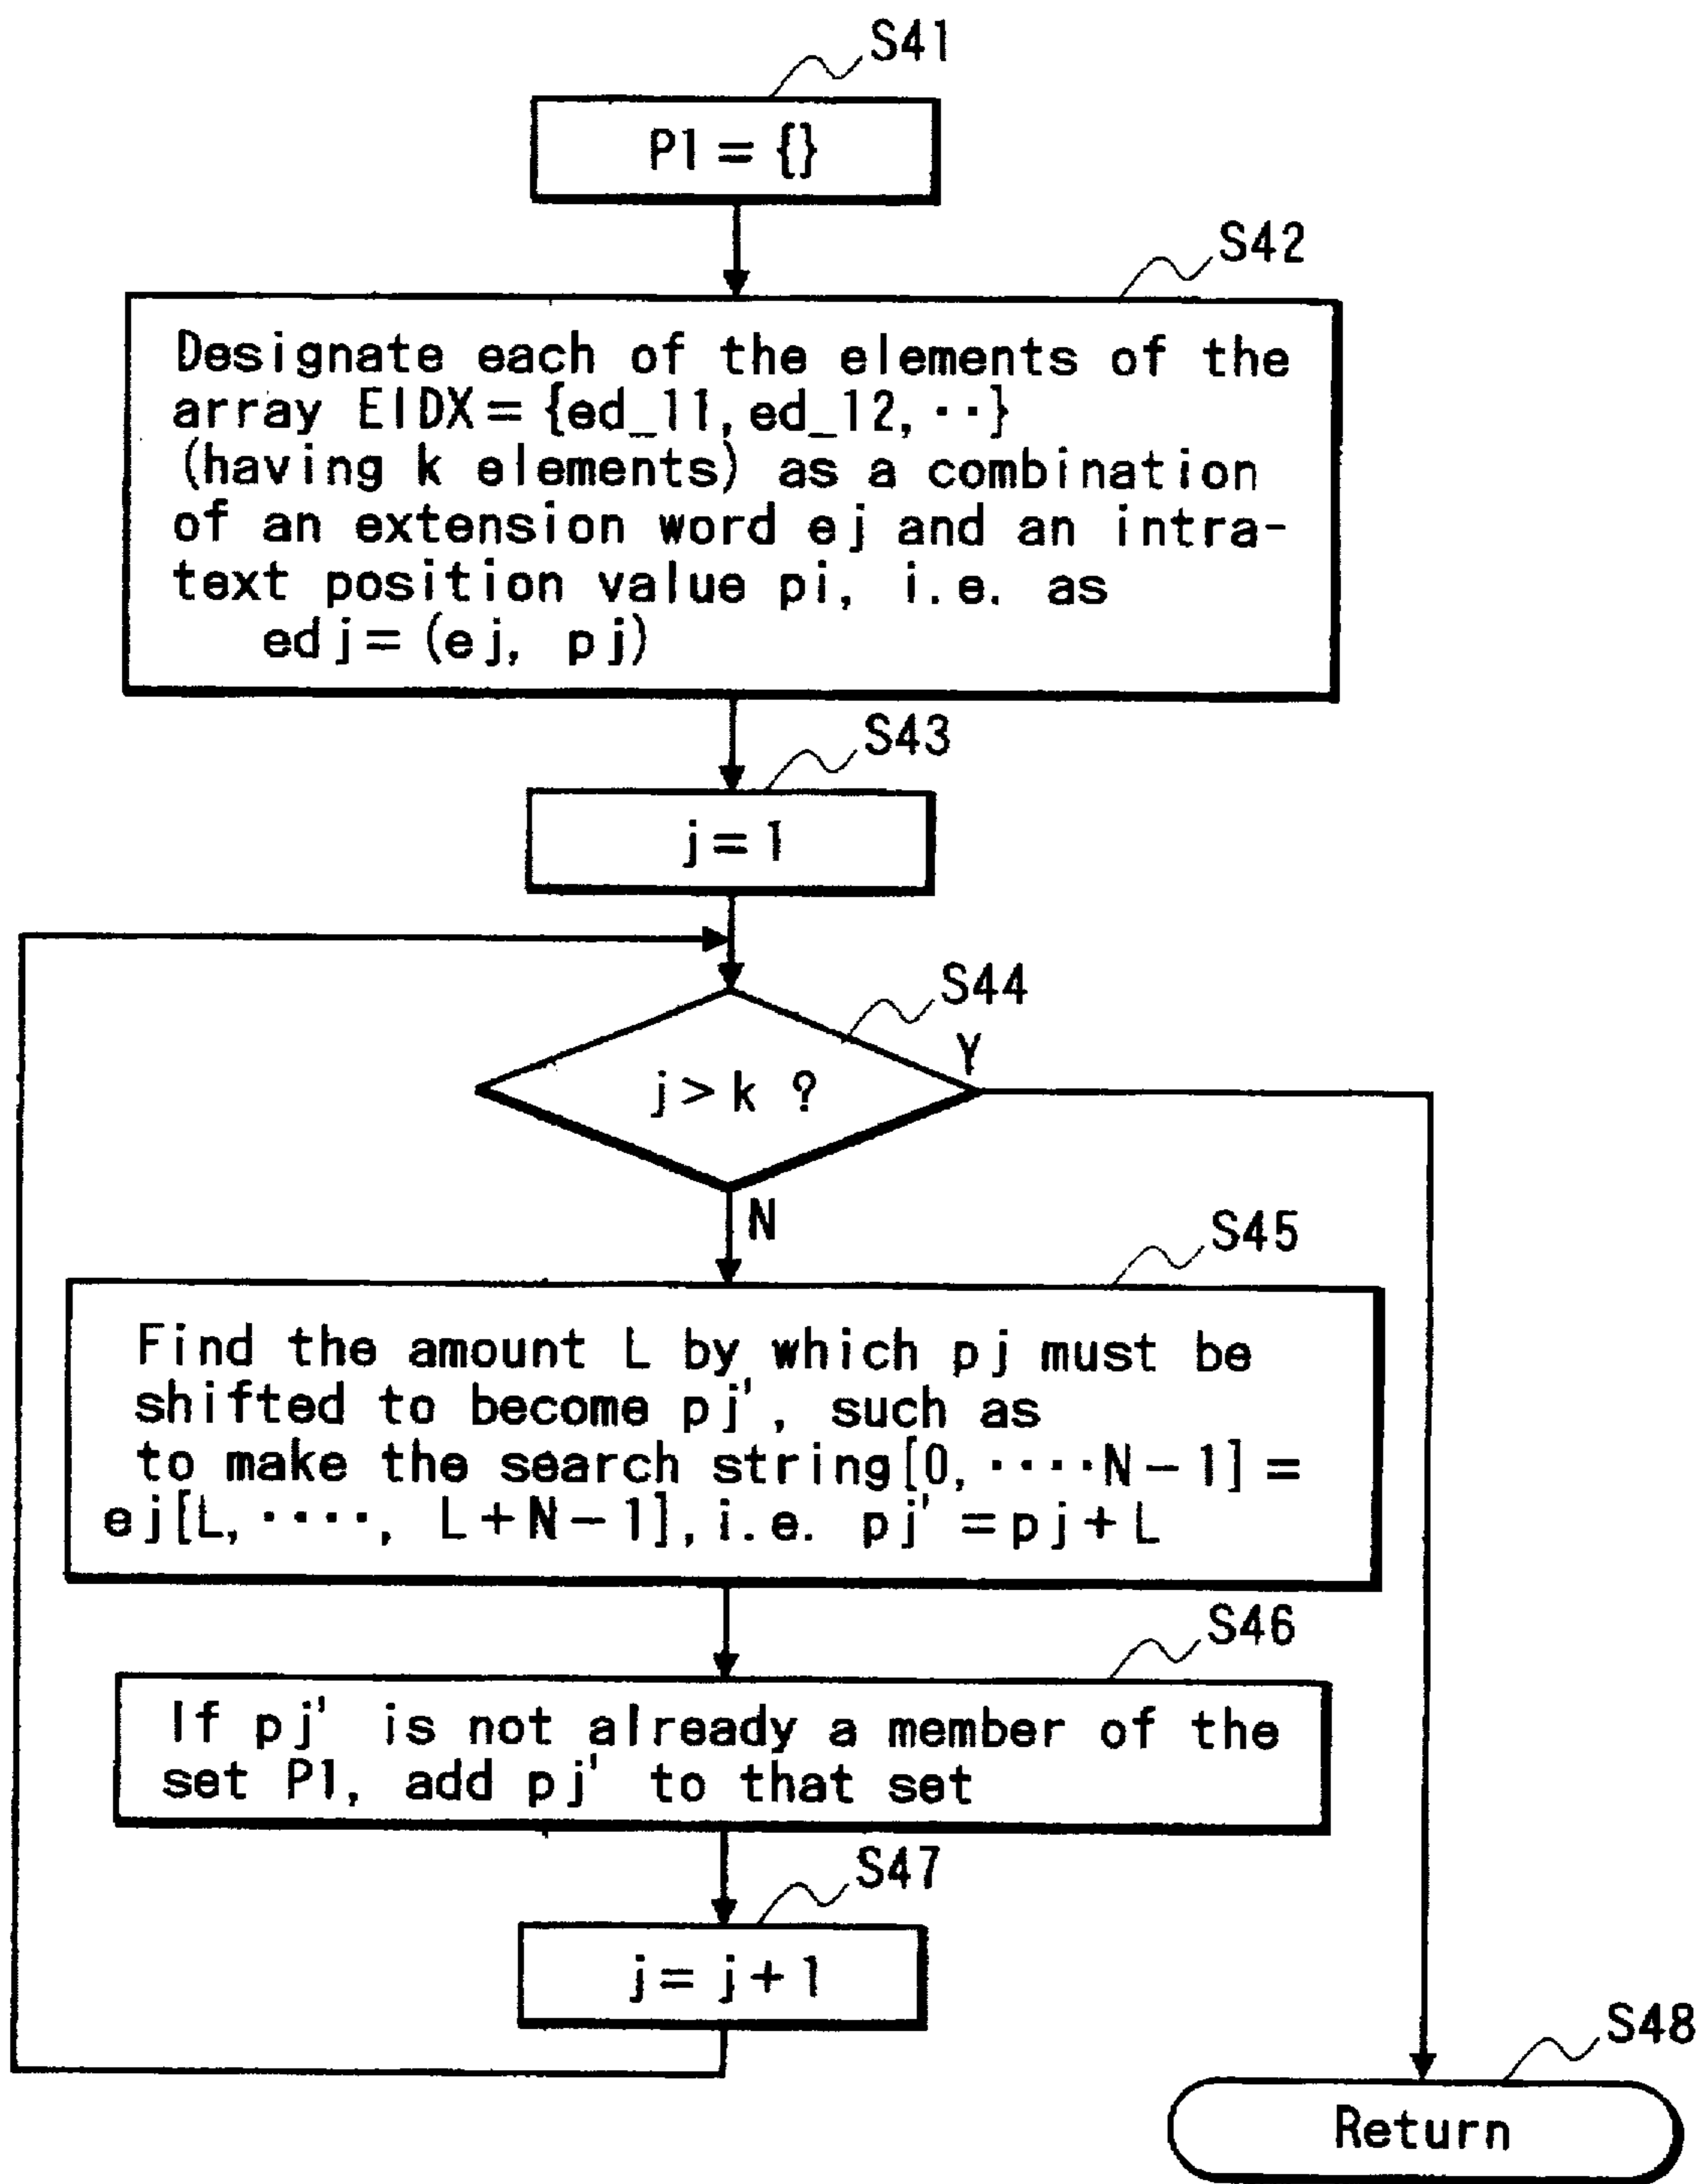 S41
P1 = {}
S42
Designate each of the elements of the
array EIDX = {ed_11, ed_12, ··}
(having k elements) as a combination
of an extension word ej and an intra-
text position value pi, i.e. as
edj = (ej, pj)
S43
j = 1
S44
Y
j > k ?
N
S45
Find the amount L by which pj must be
shifted to become pj', such as
to make the search string[0, ····N-1] =
ej[L, ····, L+N-1], i.e. pj' = pj + L
S46
If pj' is not already a member of the
set P1, add pj' to that set
S47
j = j + 1
S48
Return